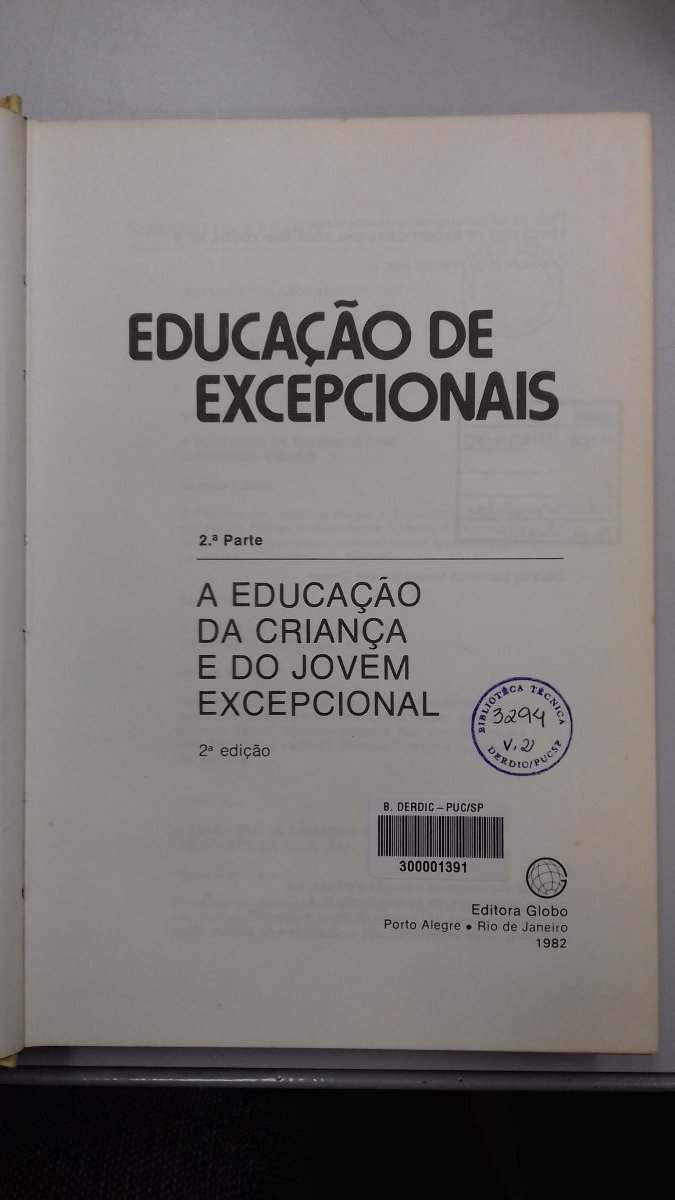 EDUCAÇÃO DE
EXCEPCIONAIS
2.ª Parte
A EDUCAÇÃO
DA CRIANÇA
E DO JOVEM
EXCEPCIONAL
2ª edição
BIBLIOTÉCA TÉCNICA
3294
v.2
DERDIC/PUCSP
B. DERDIC – PUC/SP
300001391
Editora Globo
Porto Alegre • Rio de Janeiro
1982